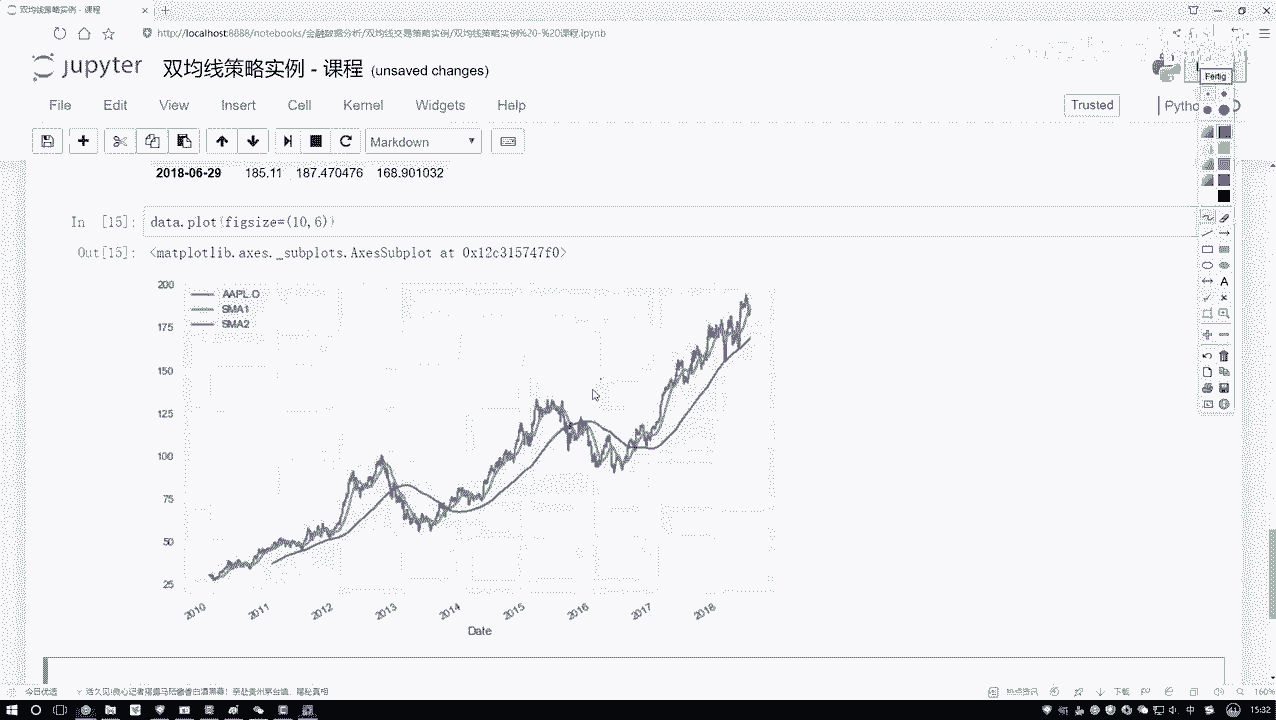 双均线策略实例 - 课程
http://localhost:8888/notebooks/金融数据分析/双均线交易策略实例/双均线策略实例%20-%20课程.ipynb
jupyter 双均线策略实例 - 课程 (unsaved changes)
Fertig
File Edit View Insert Cell Kernel Widgets Help
Trusted
Markdown
2018-06-29 185.11 187.470476 168.901032
In [15]: data.plot(figsize=(10,6))
Out[15]: <matplotlib.axes._subplots.AxesSubplot at 0x12c315747f0>
AAPL.O
SMA1
SMA2
200
175
150
125
100
75
50
25
2010 2011 2012 2013 2014 2015 2016 2017 2018
Date
今日优选
热点资讯 下载 160%
中 15:32